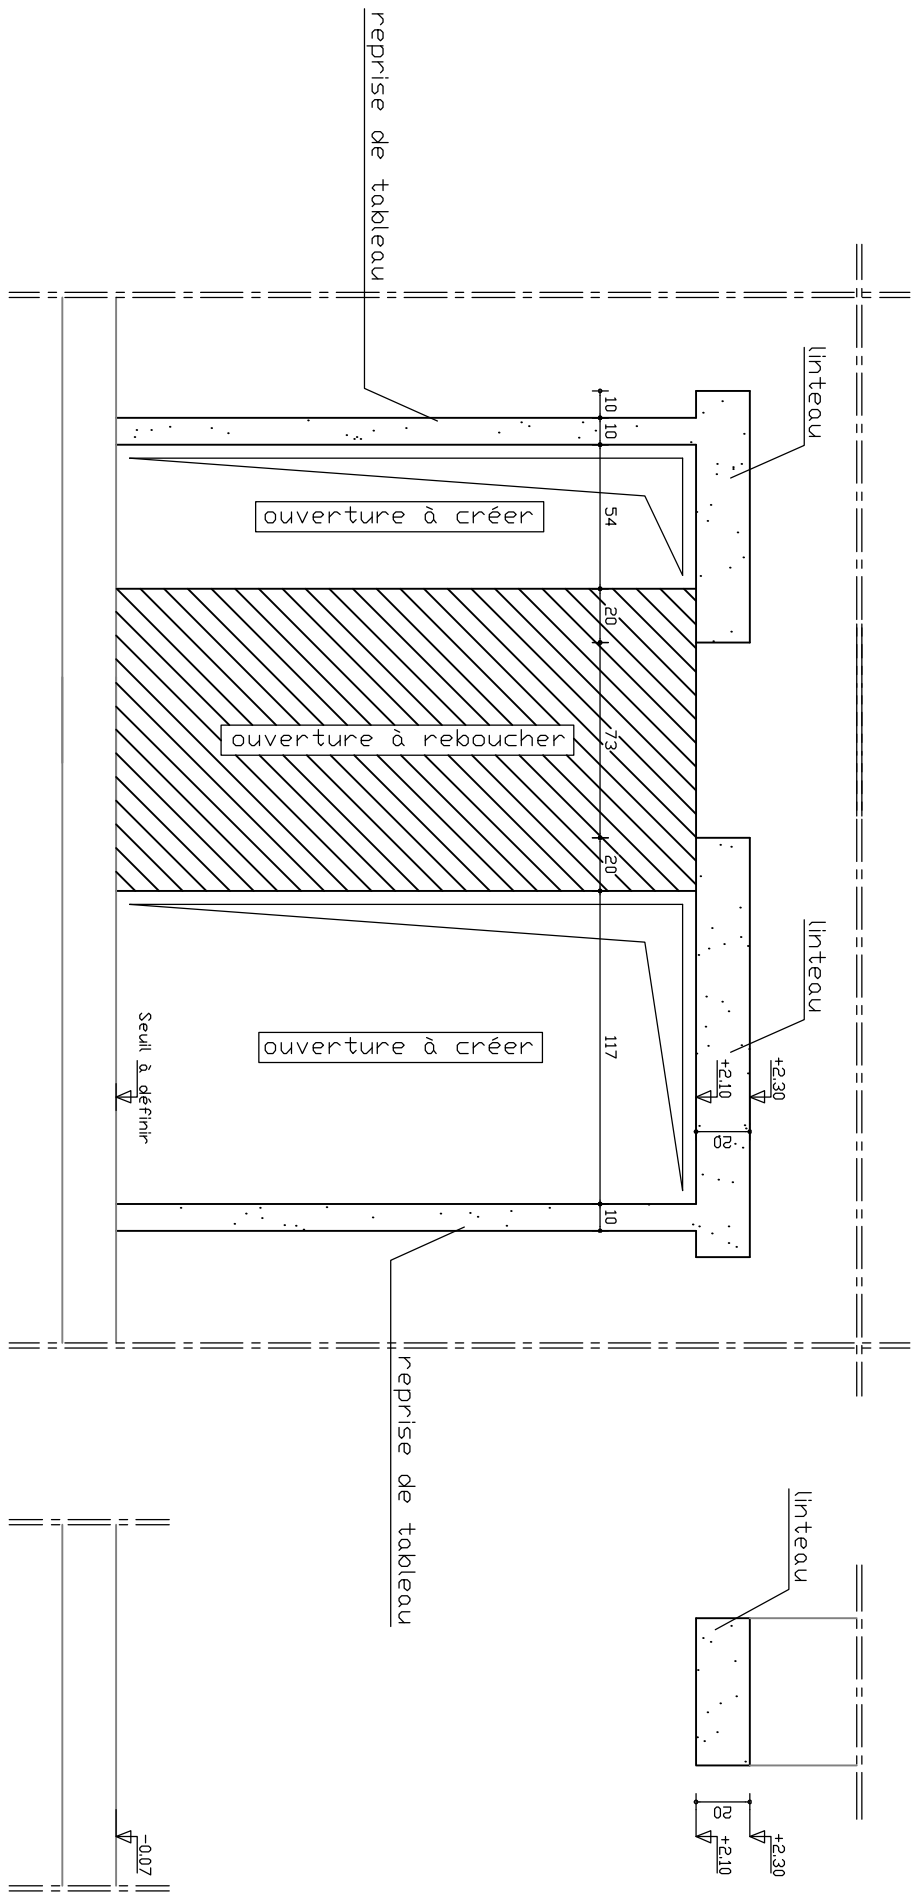 linteau
linteau
linteau
+2,30
+2,10
20
+2,30
+2,10
20
10
10
54
20
73
20
117
10
ouverture à créer
ouverture à reboucher
ouverture à créer
reprise de tableau
reprise de tableau
Seuil à définir
-0,07